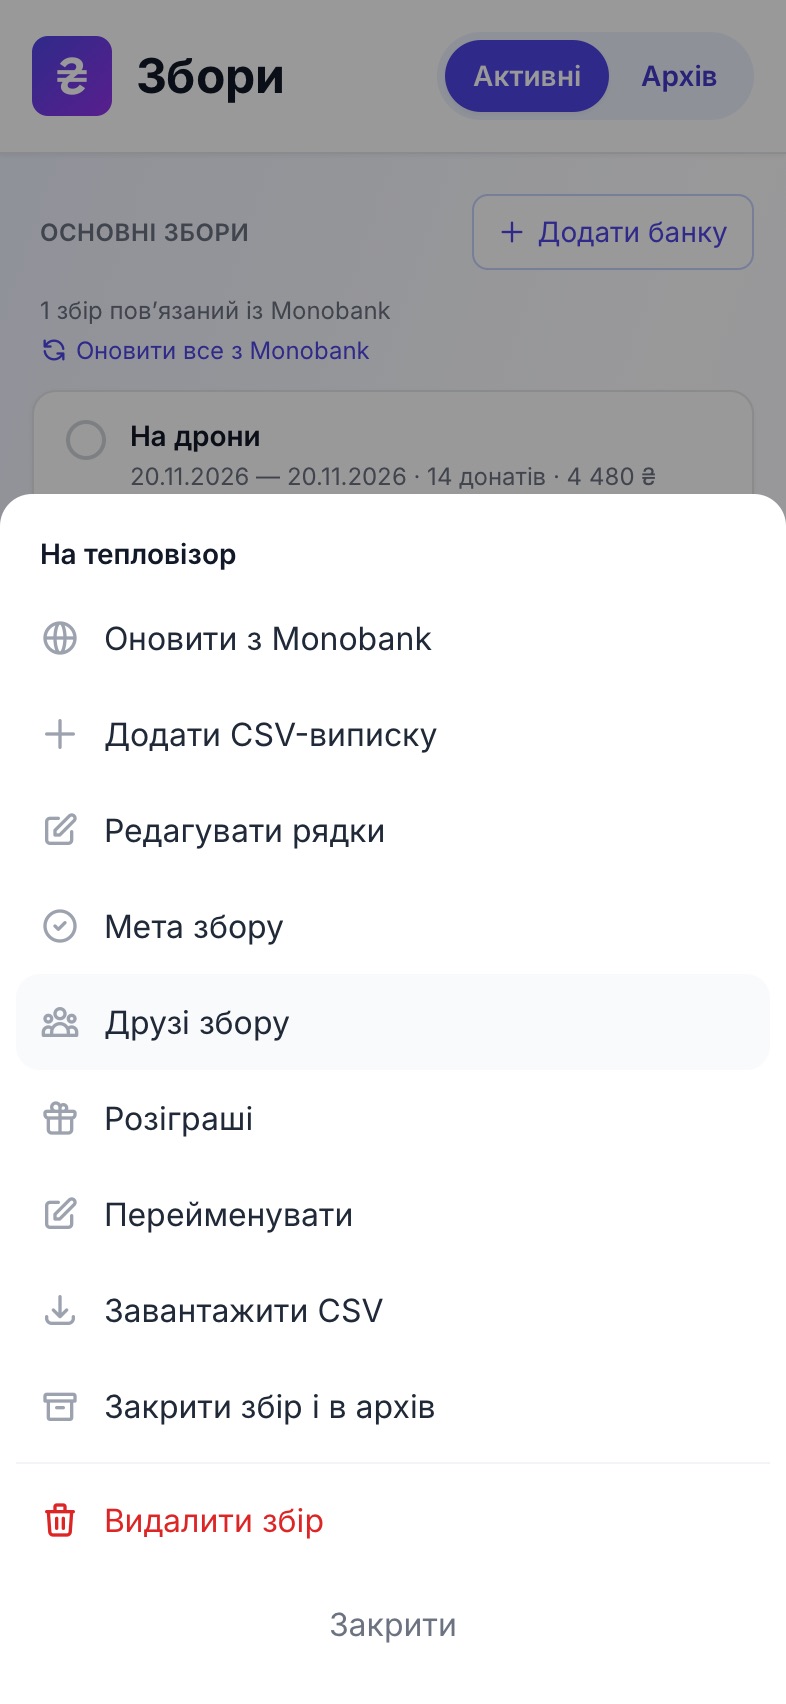 ₴ Збори
Активні Архів
ОСНОВНІ ЗБОРИ
+ Додати банку
1 збір пов’язаний із Monobank
Оновити все з Monobank
На дрони
20.11.2026 — 20.11.2026 · 14 донатів · 4 480 ₴
На тепловізор
Оновити з Monobank
Додати CSV-виписку
Редагувати рядки
Мета збору
Друзі збору
Розіграші
Перейменувати
Завантажити CSV
Закрити збір і в архів
Видалити збір
Закрити